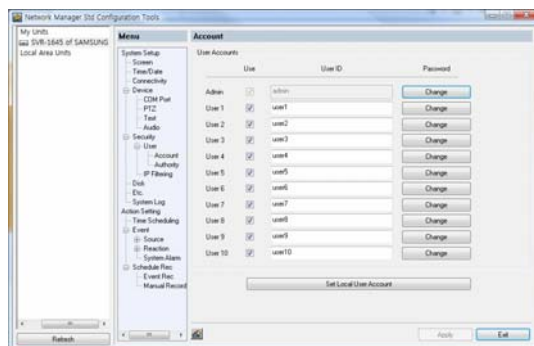 Network Manager Std Configuration Tools
My Units
SVR-1645 of SAMSUNG
Local Area Units
Refresh
Menu
System Setup
Screen
Time/Date
Connectivity
Device
COM Port
PTZ
Text
Audio
Security
User
Account
Authority
IP Filtering
Disk
Etc.
System Log
Action Setting
Time Scheduling
Event
Source
Reaction
System Alarm
Schedule Rec
Event Rec
Manual Record
Account
User Accounts
Use User ID Password
Admin admin Change
User 1 user1 Change
User 2 user2 Change
User 3 user3 Change
User 4 user4 Change
User 5 user5 Change
User 6 user6 Change
User 7 user7 Change
User 8 user8 Change
User 9 user9 Change
User 10 user10 Change
Set Local User Account
Apply Exit